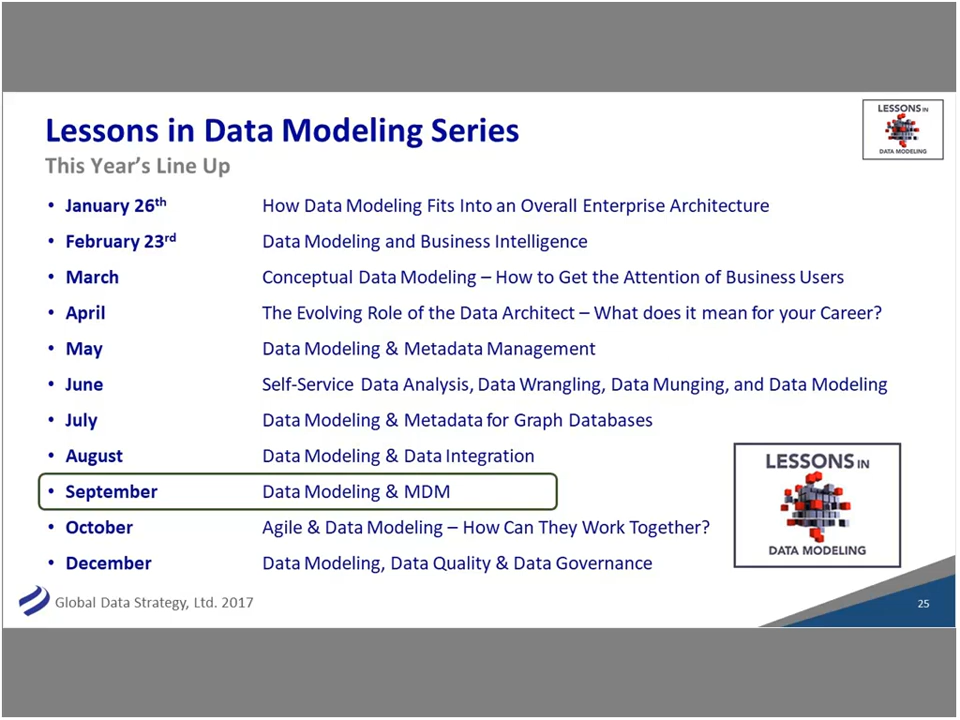 LESSONS IN
DATA MODELING
Lessons in Data Modeling Series
This Year's Line Up
• January 26th How Data Modeling Fits Into an Overall Enterprise Architecture
• February 23rd Data Modeling and Business Intelligence
• March Conceptual Data Modeling – How to Get the Attention of Business Users
• April The Evolving Role of the Data Architect – What does it mean for your Career?
• May Data Modeling & Metadata Management
• June Self-Service Data Analysis, Data Wrangling, Data Munging, and Data Modeling
• July Data Modeling & Metadata for Graph Databases
• August Data Modeling & Data Integration
• September Data Modeling & MDM
• October Agile & Data Modeling – How Can They Work Together?
• December Data Modeling, Data Quality & Data Governance
LESSONS IN
DATA MODELING
Global Data Strategy, Ltd. 2017
25